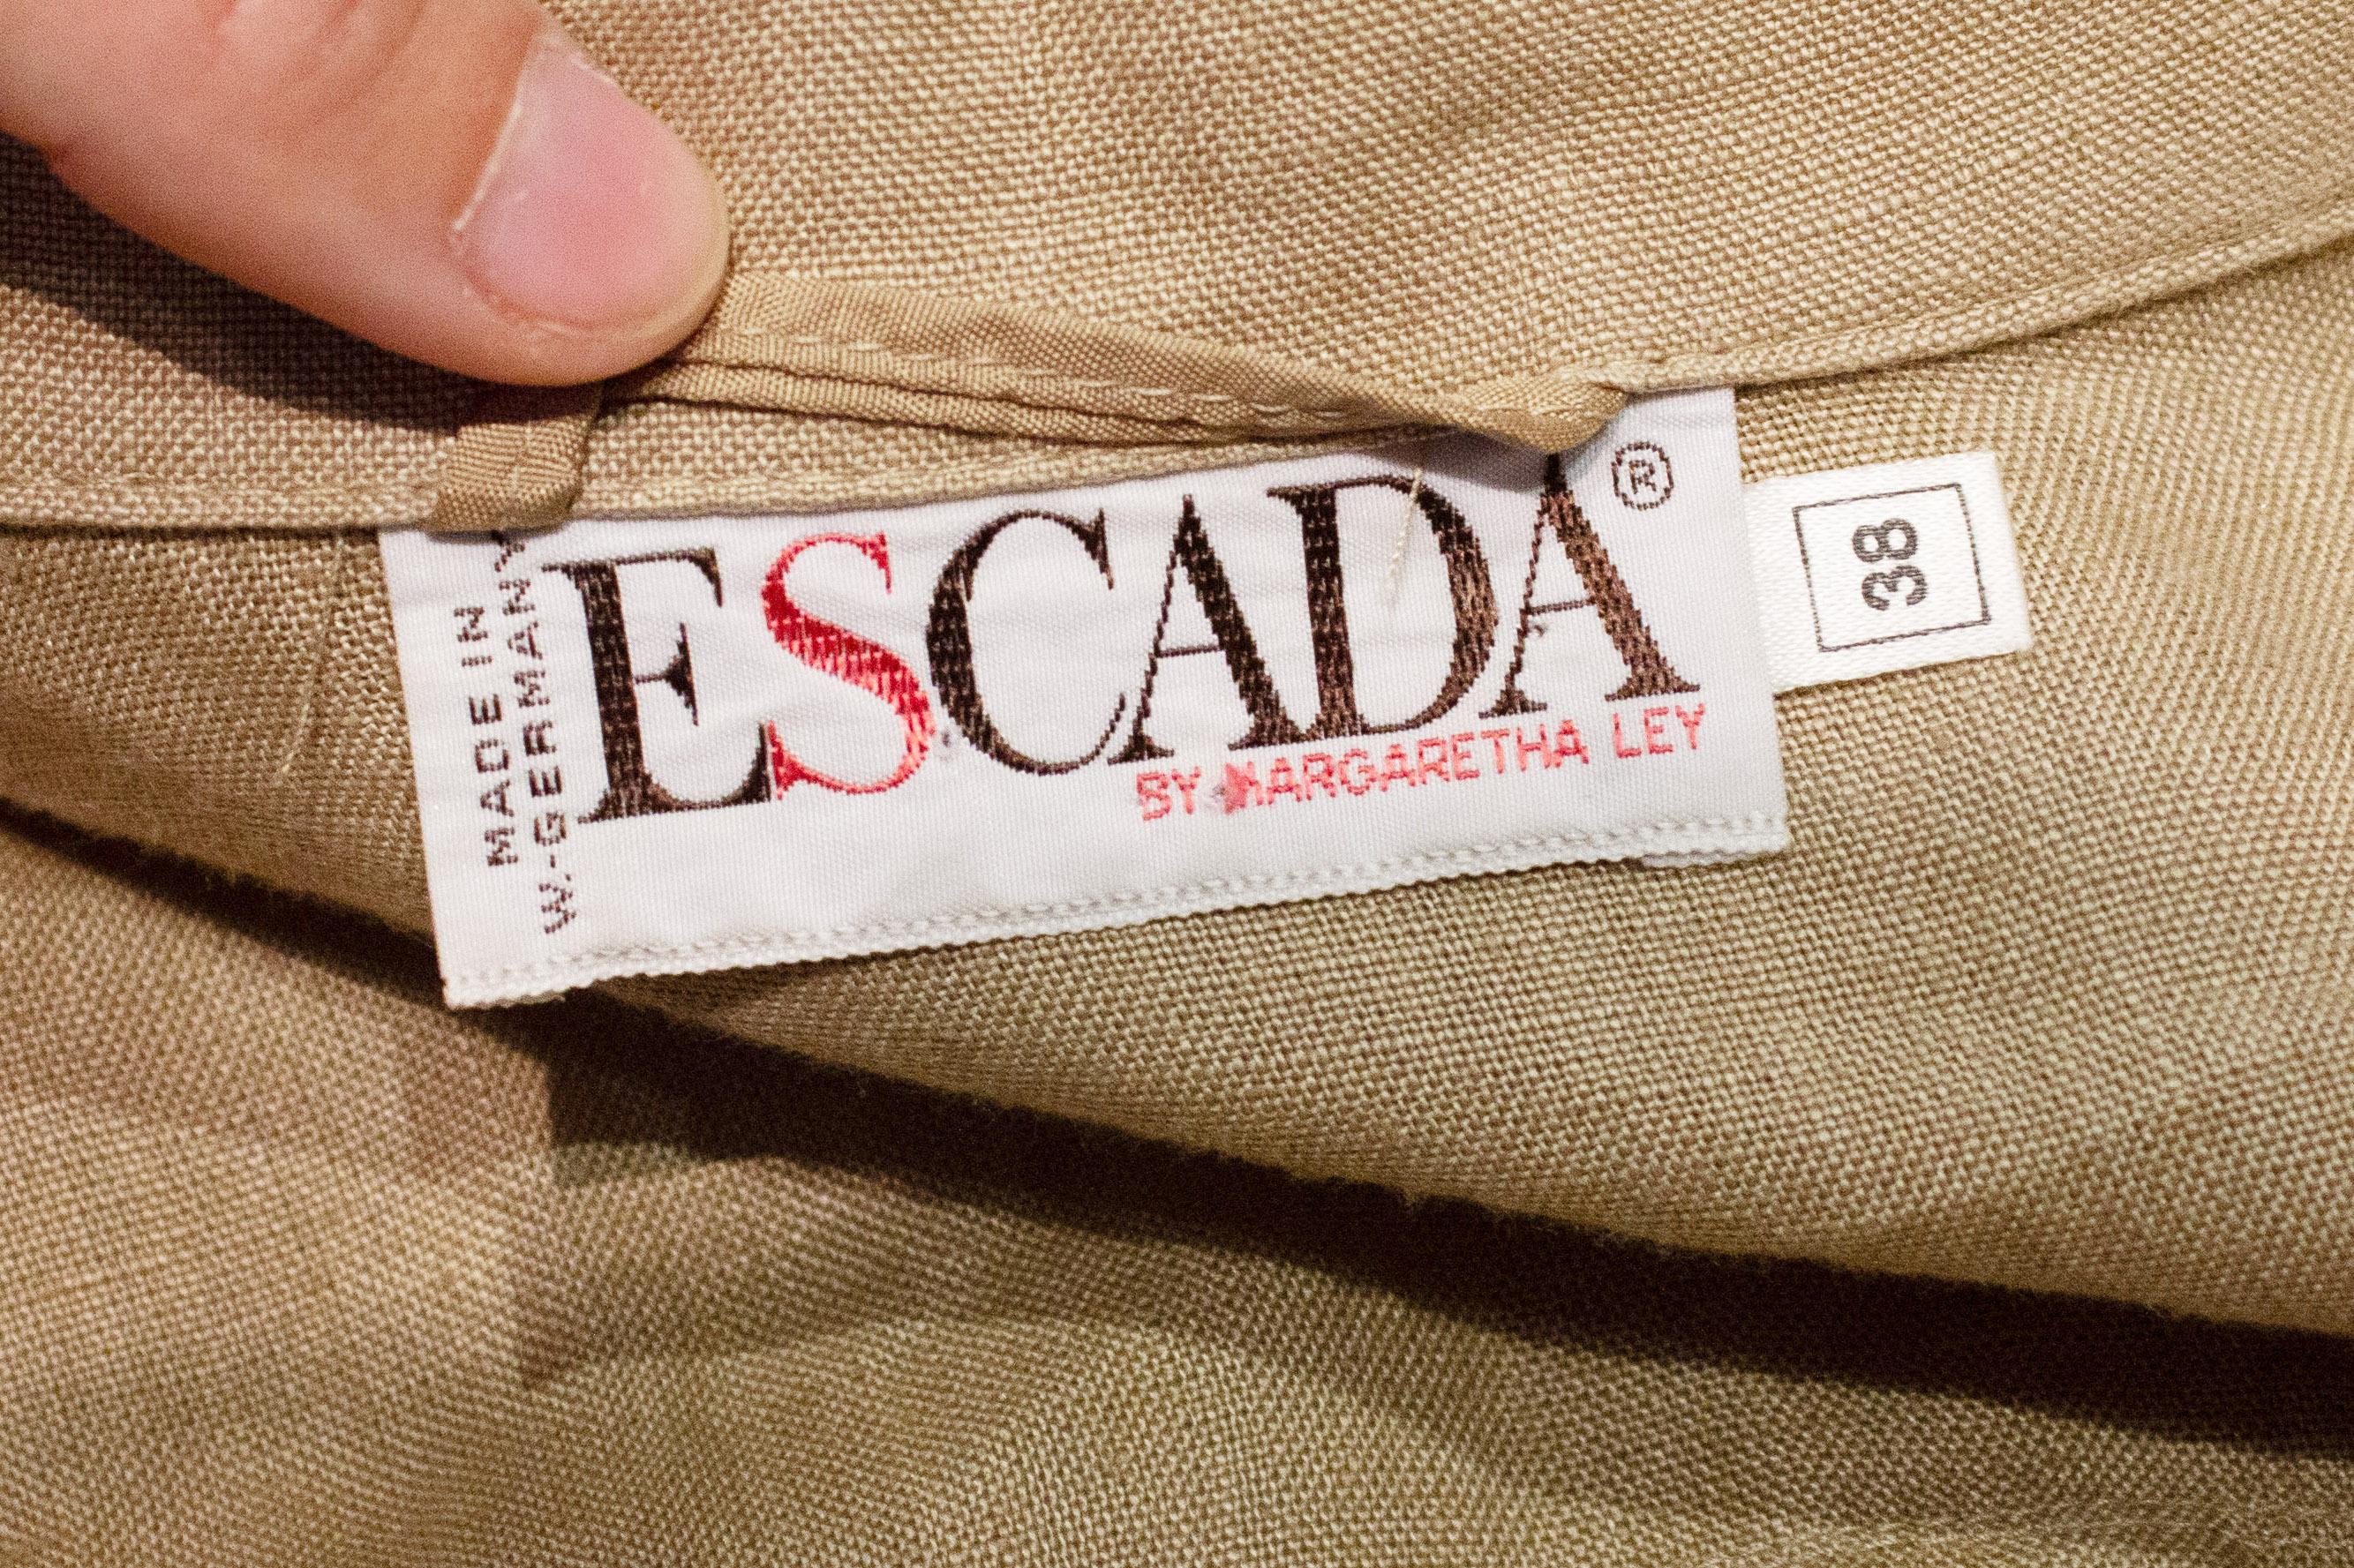 MADE IN
W.-GERMANY
ESCADA®
BY MARGARETHA LEY
38